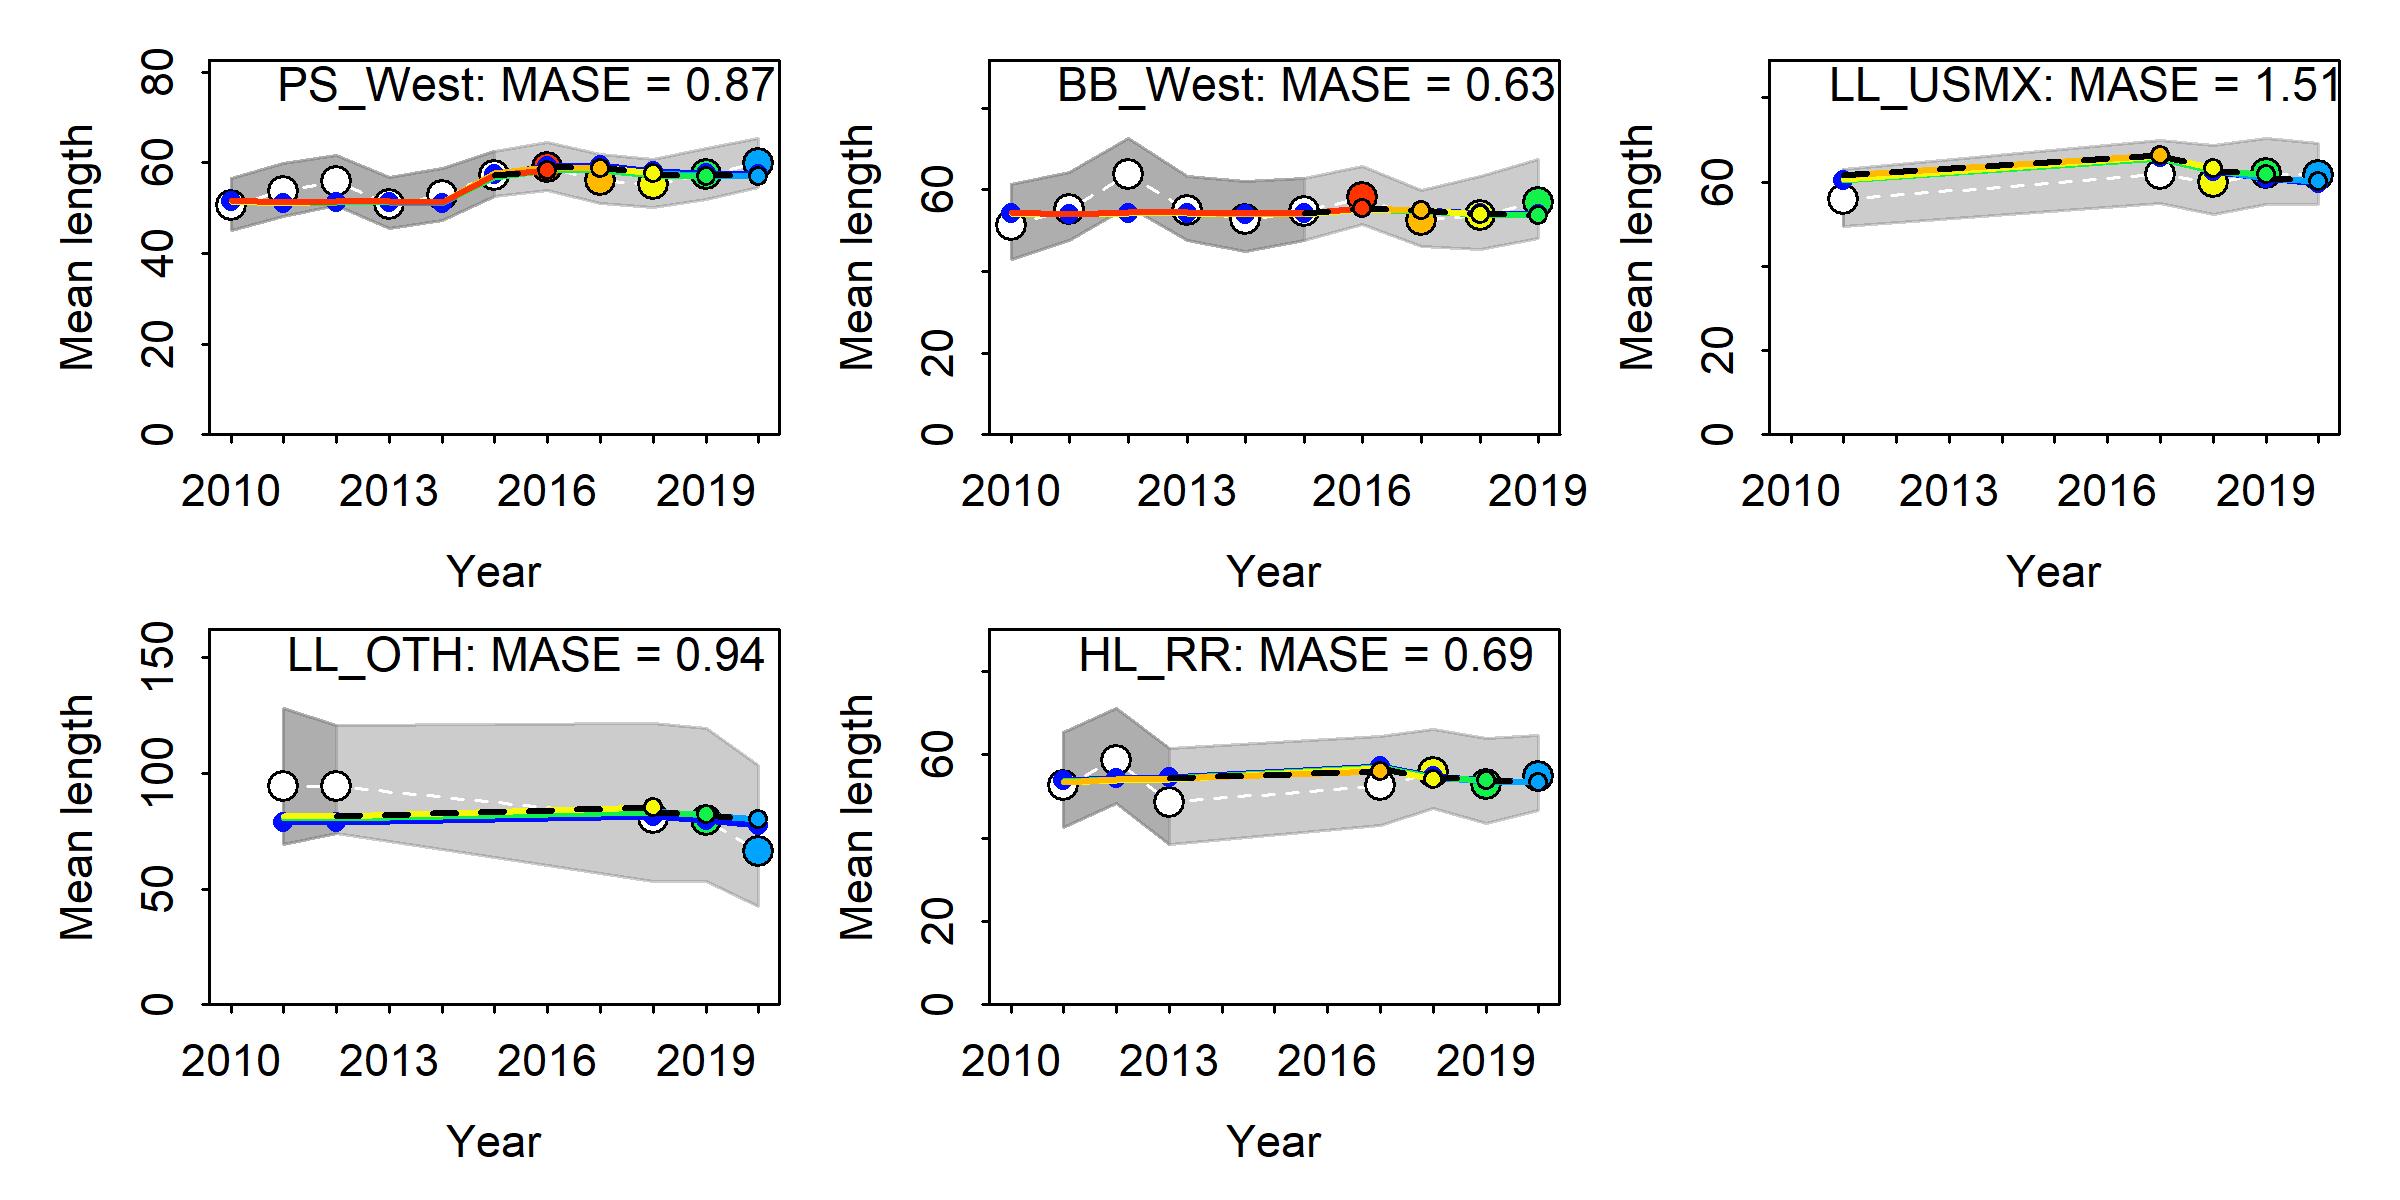 PS_West: MASE = 0.87
Mean length
0 20 40 60 80
2010 2013 2016 2019
Year
BB_West: MASE = 0.63
Mean length
0 20 60
2010 2013 2016 2019
Year
LL_USMX: MASE = 1.51
Mean length
0 20 60
2010 2013 2016 2019
Year
LL_OTH: MASE = 0.94
Mean length
0 50 100 150
2010 2013 2016 2019
Year
HL_RR: MASE = 0.69
Mean length
0 20 60
2010 2013 2016 2019
Year